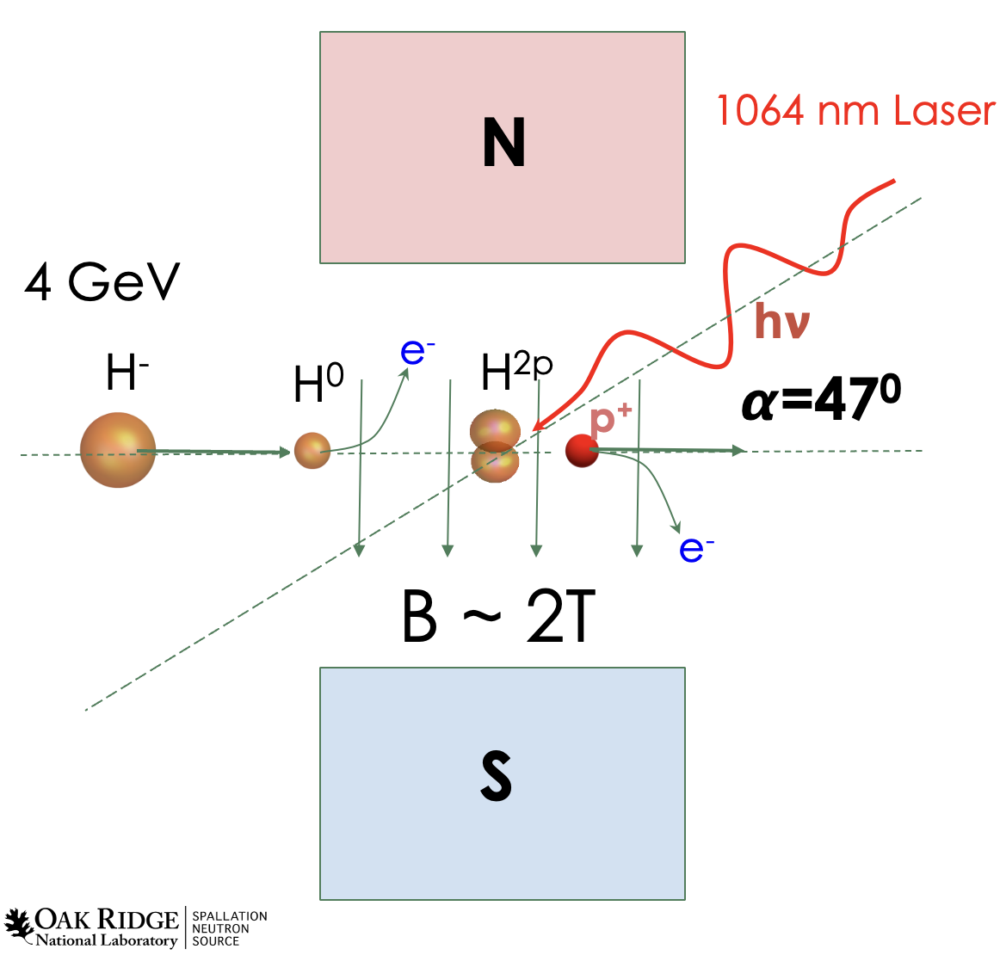 N
1064 nm Laser
4 GeV
hν
H⁻
H⁰
e⁻
H²ᵖ
α=47⁰
p⁺
e⁻
B ~ 2T
S
OAK RIDGE
National Laboratory
SPALLATION
NEUTRON
SOURCE